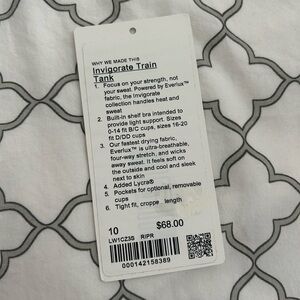 WHY WE MADE THIS
Invigorate Train
Tank
1. Focus on your strength, not
your sweat. Powered by Everlux™
fabric, the Invigorate
collection handles heat and
sweat
2. Built-in shelf bra intended to
provide light support. Sizes
0-14 fit B/C cups, sizes 16-20
fit D/DD cups
3. Our fastest drying fabric,
Everlux™ is ultra-breathable,
four-way stretch, and wicks
away sweat. It feels soft on
the outside and cool and sleek
next to skin
4. Added Lycra®
5. Pockets for optional, removable
cups
6. Tight fit, croppe length
10 $68.00
LW1CZ3S RIPR
000142158389